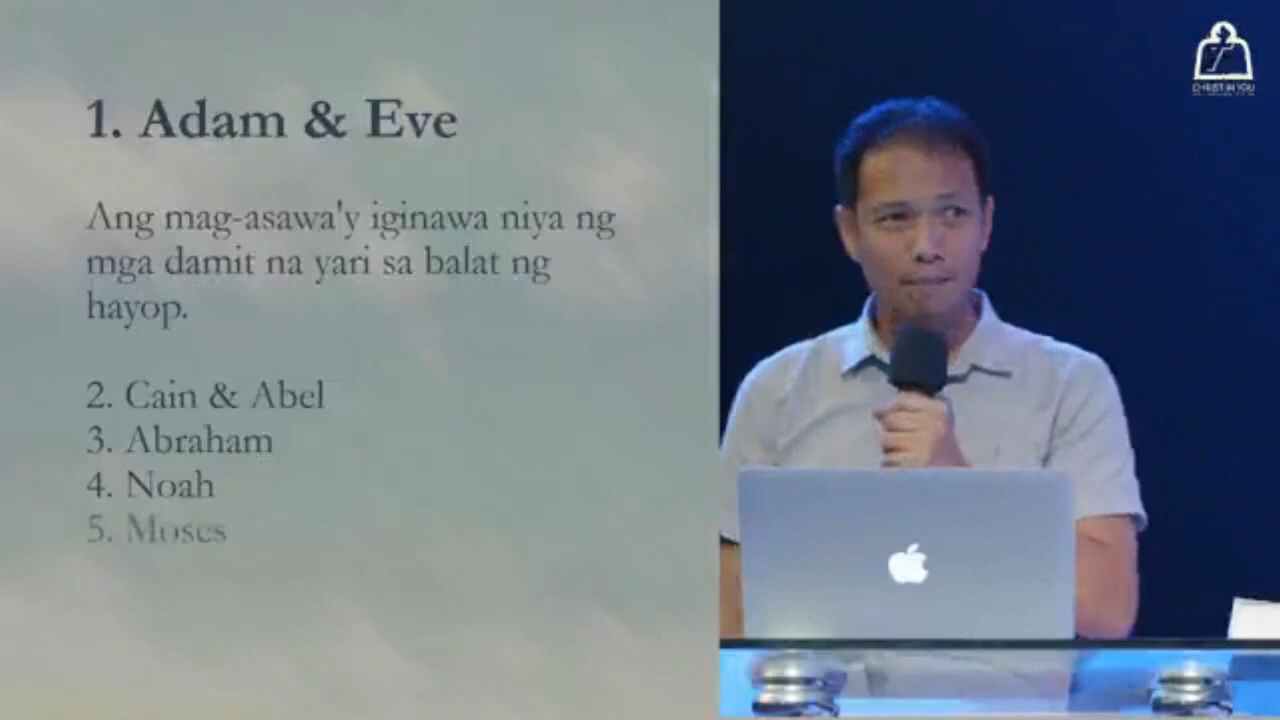 1. Adam & Eve
Ang mag-asawa'y iginawa niya ng
mga damit na yari sa balat ng
hayop.
2. Cain & Abel
3. Abraham
4. Noah
5. Moses
CHRIST IN YOU